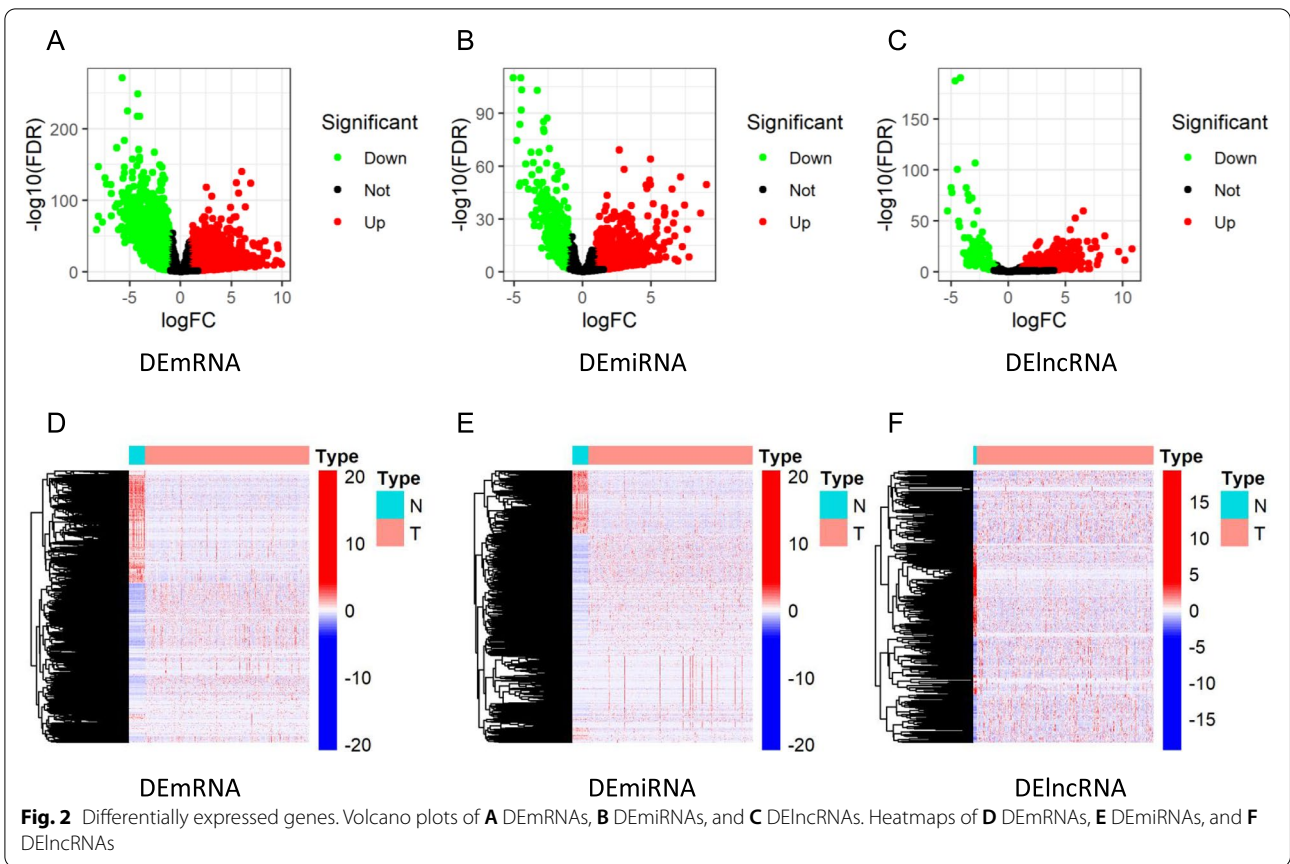 A
200
100
0
-5
0
5
10
-log10(FDR)
logFC
Significant
Down
Not
Up
DEmRNA
B
90
60
30
0
-5
0
5
-log10(FDR)
logFC
Significant
Down
Not
Up
DEmiRNA
C
150
100
50
0
-5
0
5
10
-log10(FDR)
logFC
Significant
Down
Not
Up
DElncRNA
D
Type
20
10
0
-10
-20
Type
N
T
DEmRNA
E
Type
20
10
0
-10
-20
Type
N
T
DEmiRNA
F
Type
15
10
5
0
-5
-10
-15
Type
N
T
DElncRNA
Fig. 2 Differentially expressed genes. Volcano plots of A DEmRNAs, B DEmiRNAs, and C DElncRNAs. Heatmaps of D DEmRNAs, E DEmiRNAs, and F
DElncRNAs